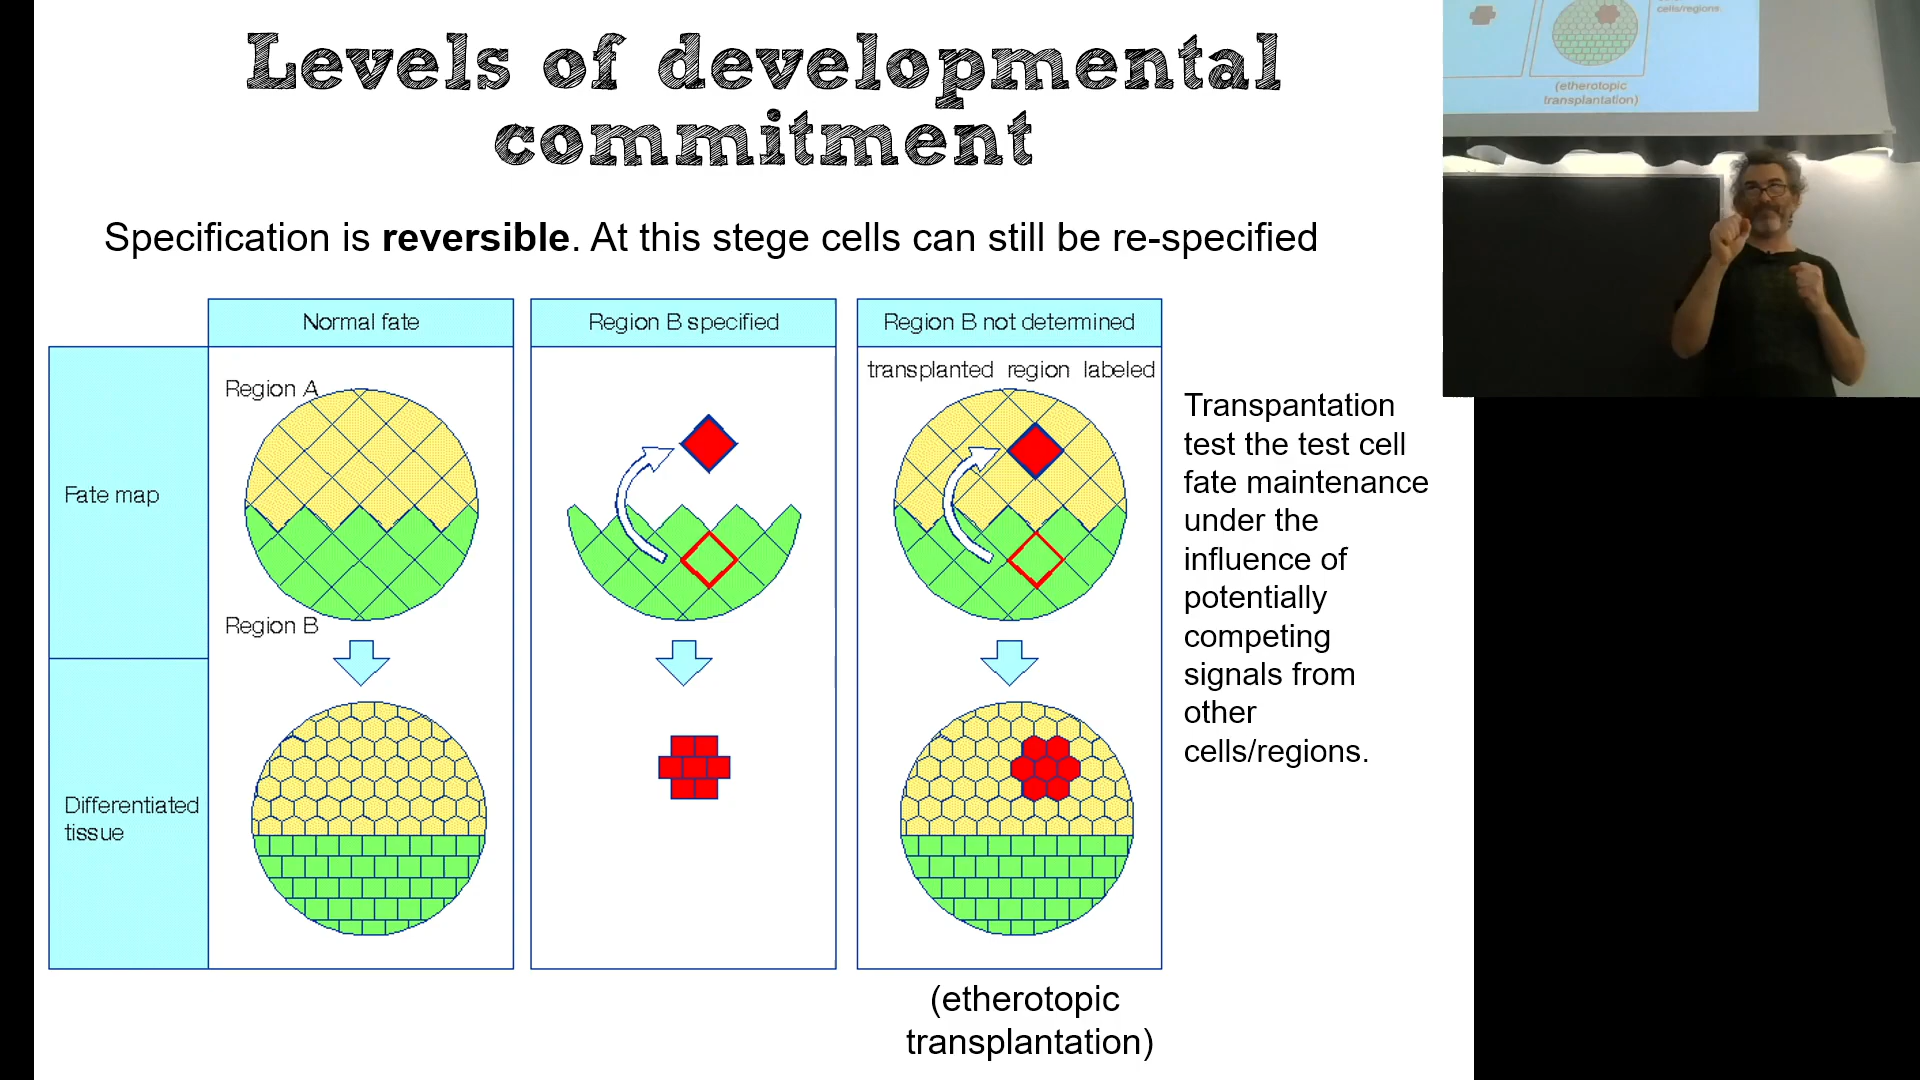 Levels of developmental
commitment
Specification is reversible. At this stege cells can still be re-specified
Normal fate
Region B specified
Region B not determined
Fate map
Region A
Region B
transplanted region labeled
Differentiated
tissue
Transpantation
test the test cell
fate maintenance
under the
influence of
potentially
competing
signals from
other
cells/regions.
(etherotopic
transplantation)
cells/regions.
(etherotopic
transplantation)